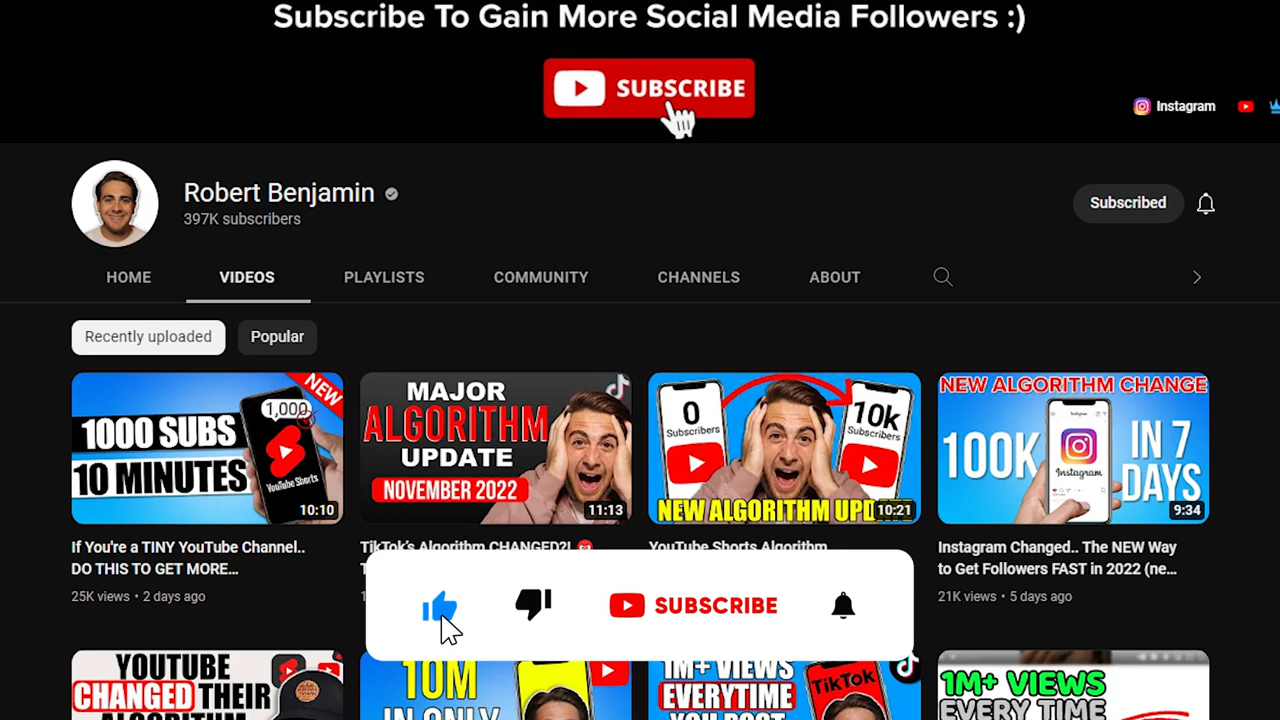 Subscribe To Gain More Social Media Followers :)
SUBSCRIBE
Instagram
Robert Benjamin
397K subscribers
Subscribed
HOME
VIDEOS
PLAYLISTS
COMMUNITY
CHANNELS
ABOUT
Recently uploaded
Popular
NEW
1,000
1000 SUBS
10 MINUTES
YouTube Shorts
10:10
MAJOR
ALGORITHM
UPDATE
NOVEMBER 2022
11:13
0
Subscribers
10k
Subscribers
NEW ALGORITHM
10:21
NEW ALGORITHM CHANGE
100K
Instagram
IN 7
DAYS
9:34
If You're a TINY YouTube Channel..
DO THIS TO GET MORE...
25K views • 2 days ago
TikTok's Algorithm CHANGED?!
YouTube Shorts Algorithm
Instagram Changed.. The NEW Way
to Get Followers FAST in 2022 (ne...
21K views • 5 days ago
SUBSCRIBE
YOUTUBE
CHANGED THEIR
ALGORITHM
10M
IN ONLY
1M+ VIEWS
EVERYTIME
YOU POST
TikTok
1M+ VIEWS
EVERY TIME